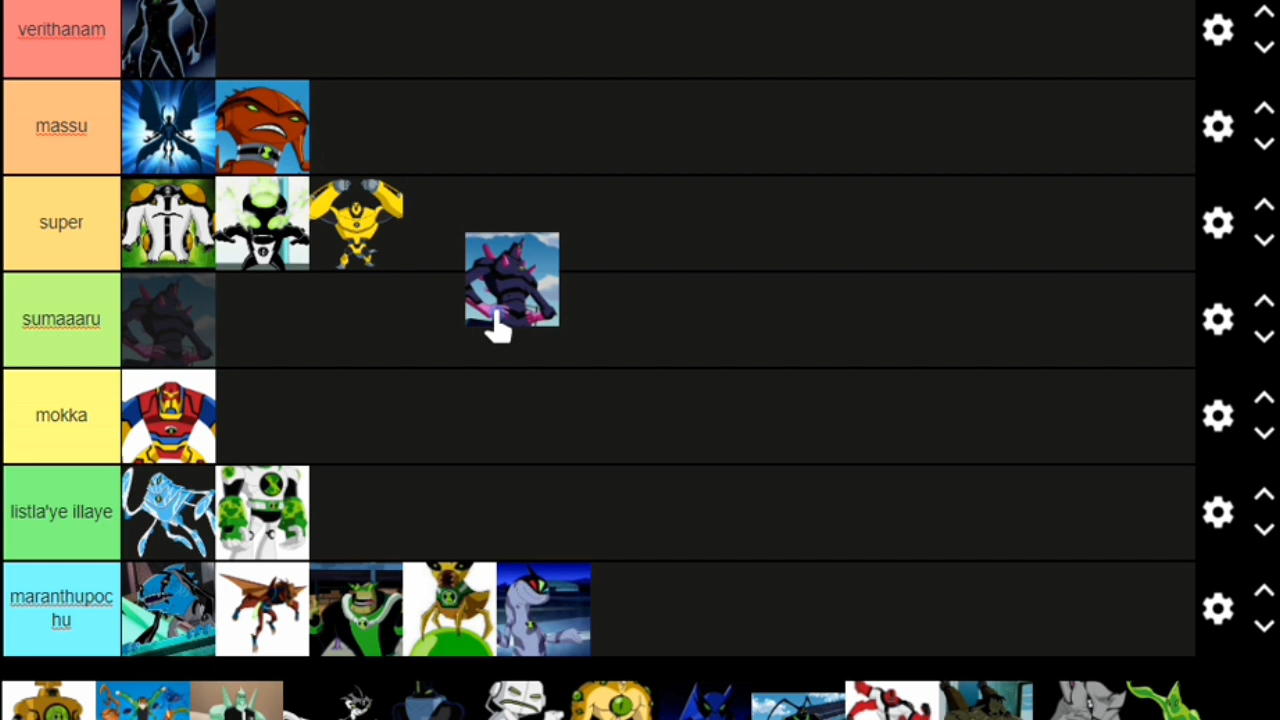 verithanam
massu
super
sumaaaru
mokka
listla'ye illaye
maranthupoc
hu